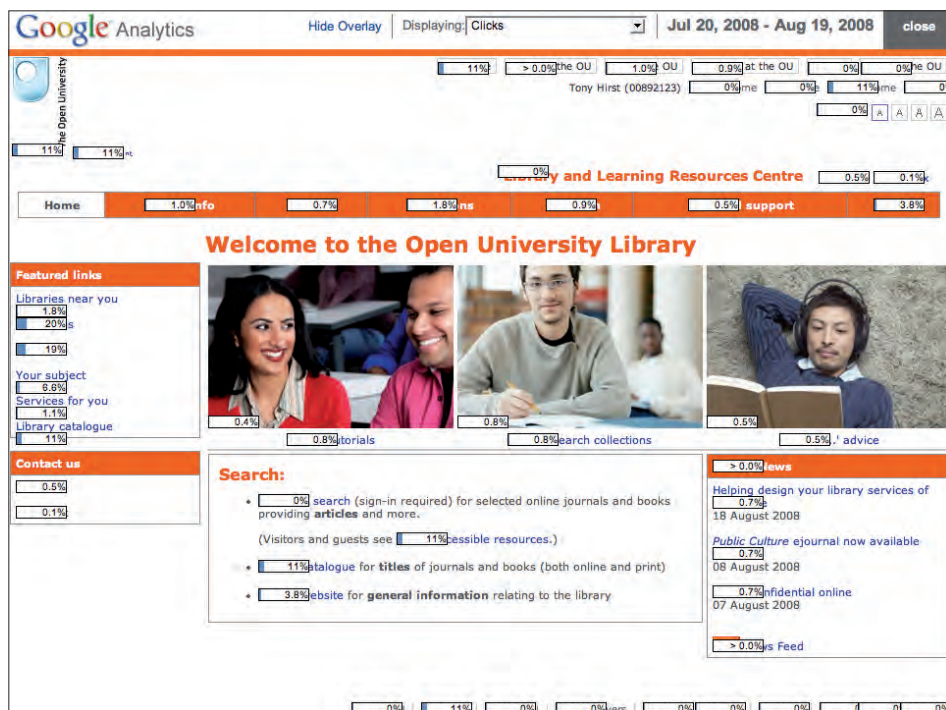 Google Analytics Hide Overlay Displaying: Clicks Jul 20, 2008 - Aug 19, 2008 close
11% > 0.0% the OU 1.0% OU 0.9% at the OU 0% 0% he OU
The Open University
Tony Hirst (00892123) 0% me 0% e 11% me 0
0% A A A A
11% 11% nt
0% Library and Learning Resources Centre 0.5% 0.1% x
Home 1.0% nfo 0.7% 1.8% ns 0.9% 0.5% support 3.8%
Welcome to the Open University Library
Featured links
Libraries near you
1.8%
20% s
19%
Your subject
6.6%
Services for you
1.1%
Library catalogue
11%
0.4% 0.8% 0.5%
0.8% utorials 0.8% earch collections 0.5% ..' advice
Contact us
0.5%
0.1%
Search:
• 0% search (sign-in required) for selected online journals and books
providing articles and more.
(Visitors and guests see 11% cessible resources.)
• 11% atalogue for titles of journals and books (both online and print)
• 3.8% ebsite for general information relating to the library
> 0.0% ews
Helping design your library services of
0.7% e
18 August 2008
Public Culture ejournal now available
0.7%
08 August 2008
0.7% nfidential online
07 August 2008
> 0.0% vs Feed
0% 11% 0% 0% vers 0% 0% 0% 0 0%